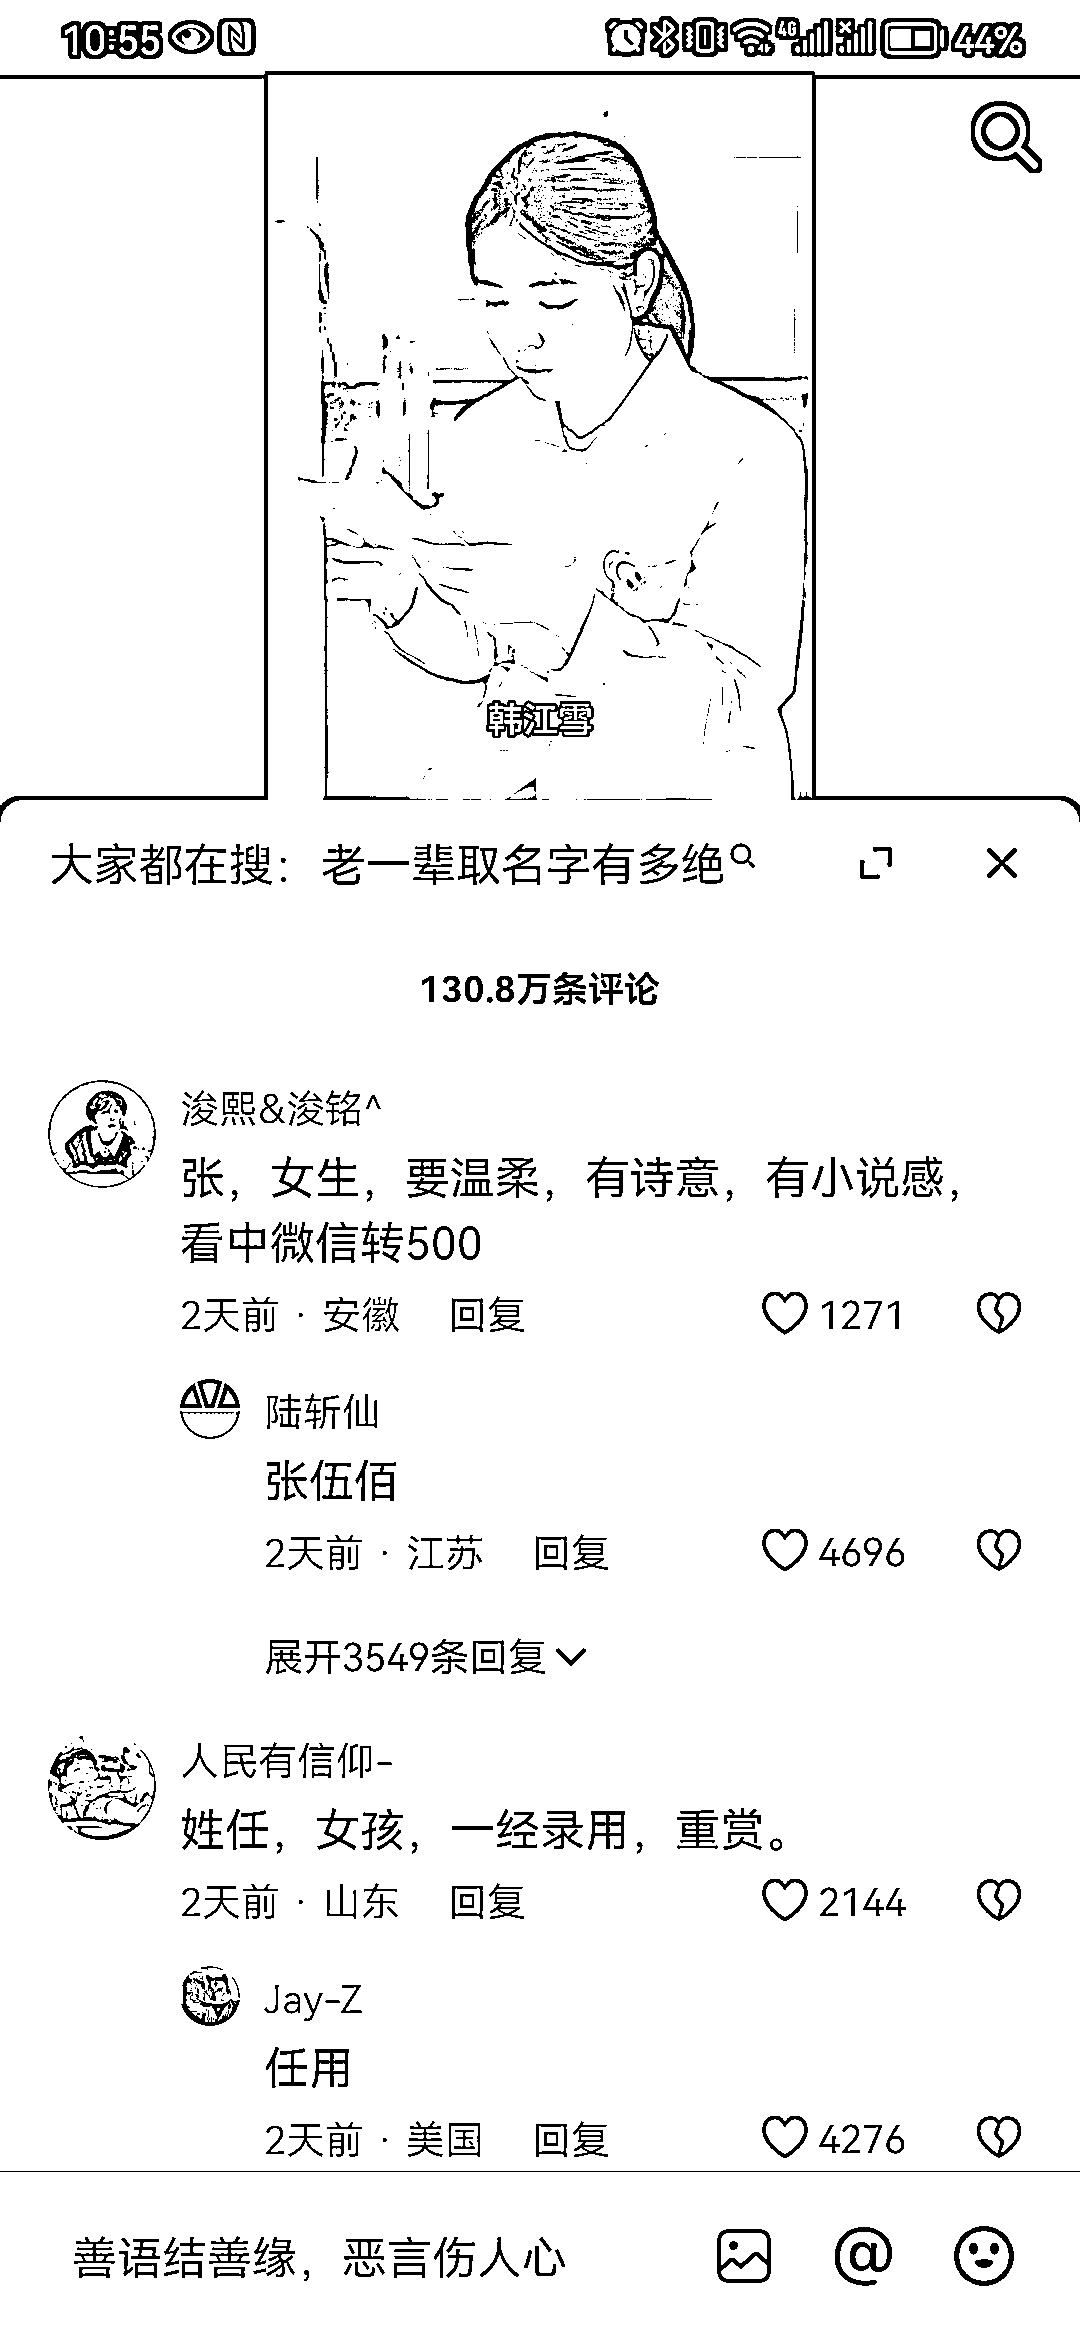 10:55 4G 44%
韩江雪
大家都在搜：老一辈取名字有多绝
130.8万条评论
浚熙&浚铭^
张，女生，要温柔，有诗意，有小说感，
看中微信转500
2天前 · 安徽 回复 1271
陆斩仙
张伍佰
2天前 · 江苏 回复 4696
展开3549条回复
人民有信仰-
姓任，女孩，一经录用，重赏。
2天前 · 山东 回复 2144
Jay-Z
任用
2天前 · 美国 回复 4276
善语结善缘，恶言伤人心